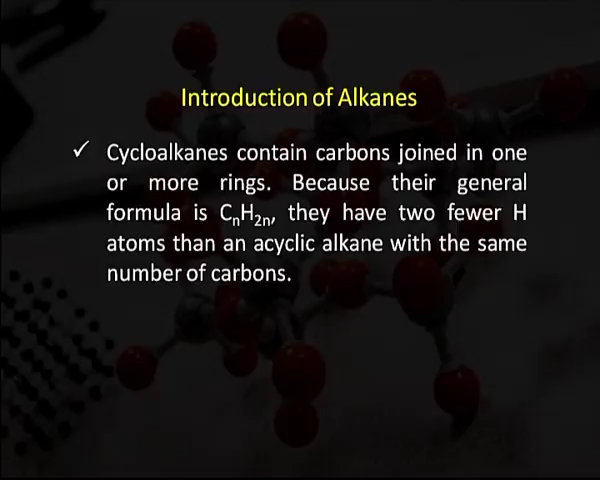 Introduction of Alkanes
✓ Cycloalkanes contain carbons joined in one
or more rings. Because their general
formula is CₙH₂ₙ, they have two fewer H
atoms than an acyclic alkane with the same
number of carbons.